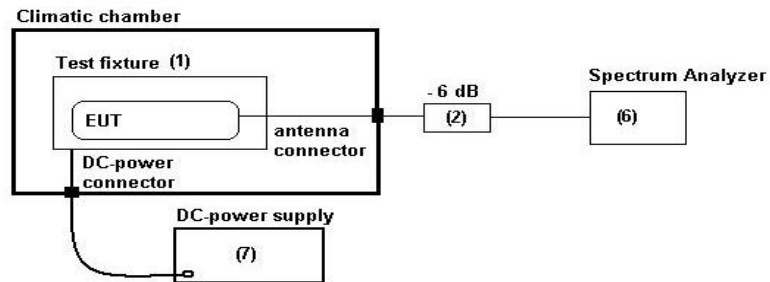 Climatic chamber
Test fixture (1)
EUT
antenna
connector
DC-power
connector
- 6 dB
(2)
Spectrum Analyzer
(6)
DC-power supply
(7)